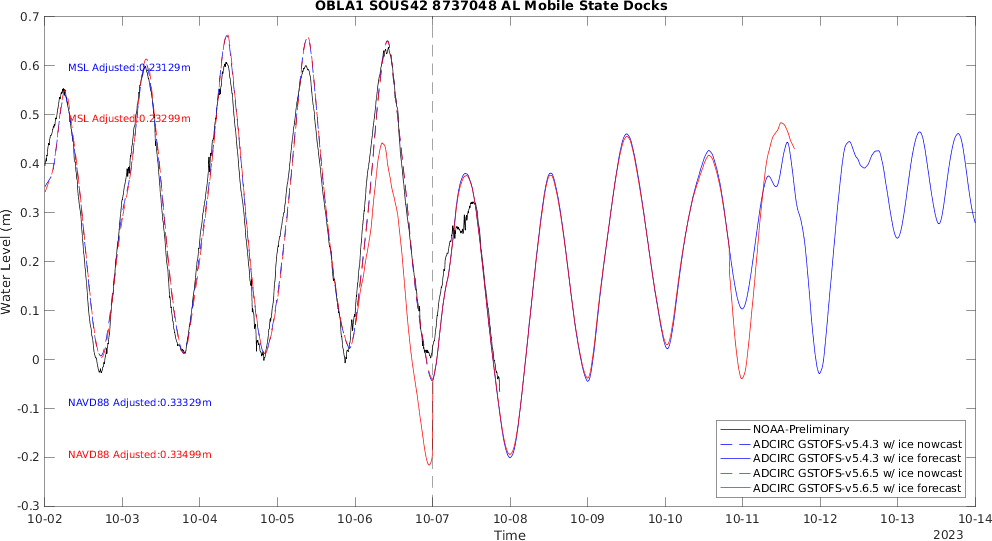 OBLA1 SOUS42 8737048 AL Mobile State Docks
0.7
0.6
0.5
0.4
0.3
0.2
0.1
0
-0.1
-0.2
-0.3
Water Level (m)
MSL Adjusted:0.23129m
MSL Adjusted:0.23299m
NAVD88 Adjusted:0.33329m
NAVD88 Adjusted:0.33499m
NOAA-Preliminary
ADCIRC GSTOFS-v5.4.3 w/ ice nowcast
ADCIRC GSTOFS-v5.4.3 w/ ice forecast
ADCIRC GSTOFS-v5.6.5 w/ ice nowcast
ADCIRC GSTOFS-v5.6.5 w/ ice forecast
10-02 10-03 10-04 10-05 10-06 10-07 10-08 10-09 10-10 10-11 10-12 10-13 10-14
Time
2023